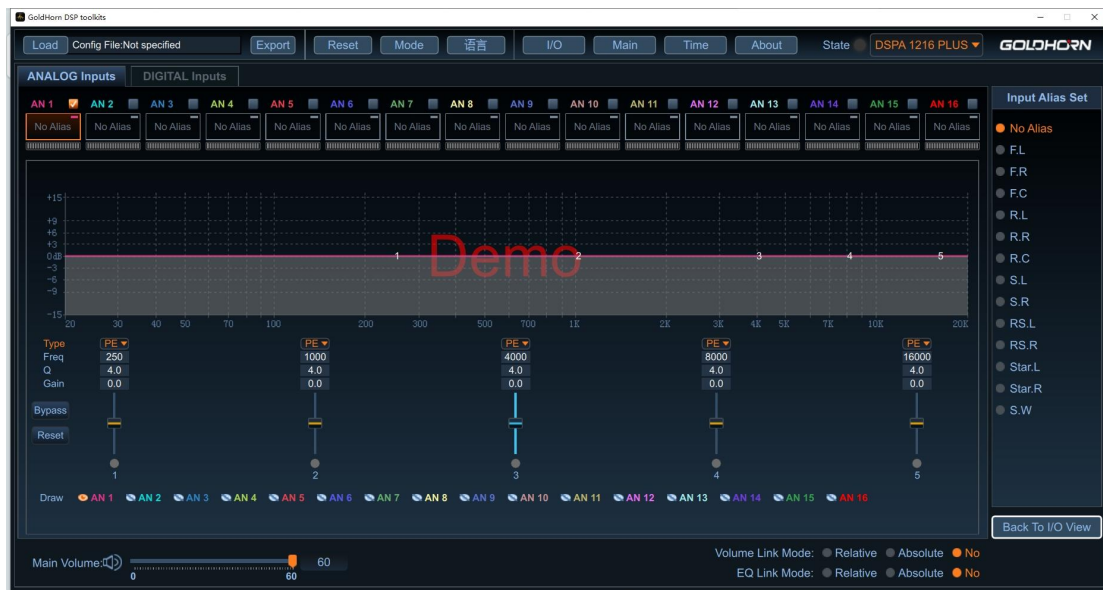 GoldHorn DSP toolkits
Load Config File:Not specified Export Reset Mode 语言 I/O Main Time About State DSPA 1216 PLUS GOLDHORN
ANALOG Inputs DIGITAL Inputs
Input Alias Set
AN 1 AN 2 AN 3 AN 4 AN 5 AN 6 AN 7 AN 8 AN 9 AN 10 AN 11 AN 12 AN 13 AN 14 AN 15 AN 16
No Alias No Alias No Alias No Alias No Alias No Alias No Alias No Alias No Alias No Alias No Alias No Alias No Alias No Alias No Alias No Alias
No Alias
F.L
F.R
F.C
R.L
R.R
R.C
S.L
S.R
RS.L
RS.R
Star.L
Star.R
S.W
+15
+9
+6
+3
0dB
-3
-6
-9
-15
1 2 3 4 5
Demo
20 30 40 50 70 100 200 300 500 700 1K 2K 3K 4K 5K 7K 10K 20K
Type PE PE PE PE PE
Freq 250 1000 4000 8000 16000
Q 4.0 4.0 4.0 4.0 4.0
Gain 0.0 0.0 0.0 0.0 0.0
Bypass
Reset
1 2 3 4 5
Draw AN 1 AN 2 AN 3 AN 4 AN 5 AN 6 AN 7 AN 8 AN 9 AN 10 AN 11 AN 12 AN 13 AN 14 AN 15 AN 16
Back To I/O View
Main Volume: 60
0 60
Volume Link Mode: Relative Absolute No
EQ Link Mode: Relative Absolute No